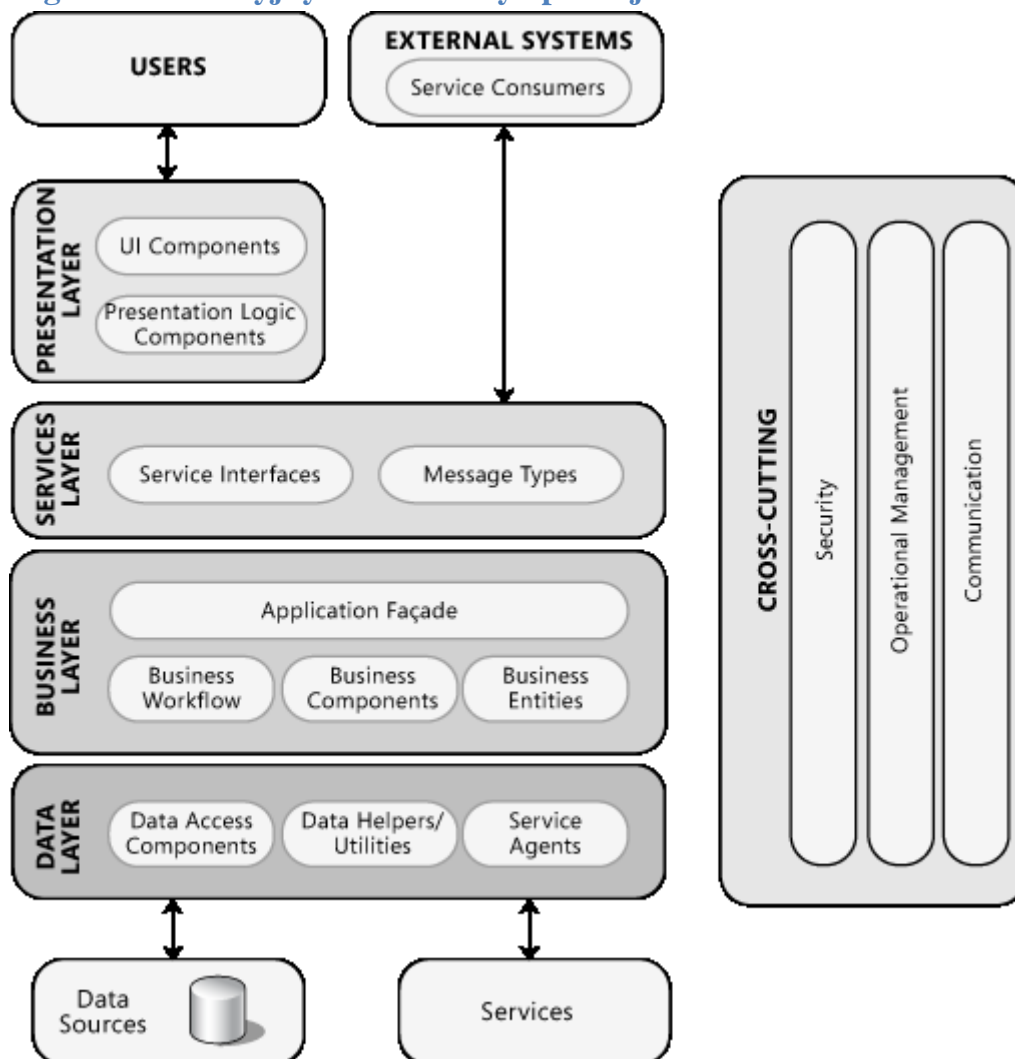 USERS
EXTERNAL SYSTEMS
Service Consumers
PRESENTATION
LAYER
UI Components
Presentation Logic
Components
SERVICES
LAYER
Service Interfaces
Message Types
BUSINESS
LAYER
Application Façade
Business
Workflow
Business
Components
Business
Entities
DATA
LAYER
Data Access
Components
Data Helpers/
Utilities
Service
Agents
Data
Sources
Services
CROSS-CUTTING
Security
Operational Management
Communication